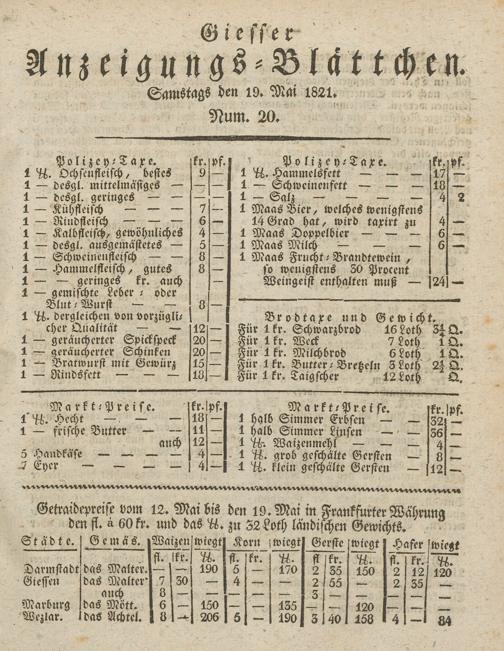 Giesser
Anzeigungs-Blättchen.
Samstags den 19. Mai 1821.
Num. 20.
Polizey-Taxe. kr. pf.
1 ℔. Ochsenfleisch, bestes 9 —
1 — desgl. mittelmäsiges — — —
1 — desgl. geringes — — — —
1 — Kühfleisch — — 7 —
1 — Rindfleisch — — 6 —
1 — Kalbfleisch, gewöhnliches 4 —
1 — desgl. ausgemästetes 5 —
1 — Schweinenfleisch — 8 —
1 — Hammelfleisch, gutes 8 —
1 — — geringes kr. auch — —
1 — gemischte Leber- oder
Blut-Wurst — — 8 —
1 ℔. dergleichen von vorzügli-
cher Qualität — — 12 —
1 — geräucherter Spickspeck 20 —
1 — geräucherter Schinken 20 —
1 — Bratwurst mit Gewürz 15 —
1 — Rindsfett — — 18 —
Polizey-Taxe. kr. pf.
1 ℔. Hammelsfett — — 17 —
1 — Schweinenfett — — 18 —
1 — Salz — — — 4 2
1 Maas Bier, welches wenigstens
14 Grad hat, wird taxirt zu 4 —
1 Maas Doppelbier — — 6 —
1 Maas Milch — — 6 —
1 Maas Frucht-Brandtewein,
so wenigstens 30 Procent
Weingeist enthalten muß — 24 —
Brodtaxe und Gewicht.
Für 1 kr. Schwarzbrod 16 Loth 3¼ Q.
Für 1 kr. Weck 7 Loth 1 Q.
Für 1 kr. Milchbrod 6 Loth 1 Q.
Für 1 kr. Butter-Bretzeln 3 Loth 2½ Q.
Für 1 kr. Taigscher 12 Loth Q.
Markt-Preise. kr. pf.
1 ℔. Hecht — — — 18 —
1 — frische Butter — — 11 —
auch 12 —
5 Handkäse — — — 4 —
7 Eyer — — — — 4 —
Markt-Preise. kr. pf.
1 halb Simmer Erbsen — 32 —
1 halb Simmer Linsen — 36 —
1 ℔. Waizenmehl — — 4 —
1 ℔. grob geschälte Gersten — 8 —
1 ℔. klein geschälte Gersten — 12 —
Getraidepreise vom 12. Mai bis den 19. Mai in Frankfurter Währung
den fl. à 60 kr. und das ℔. zu 32 Loth ländischen Gewichts.
Städte. Gemäs. Waizen wiegt Korn wiegt Gerste wiegt Hafer wiegt
fl. kr. ℔. fl. kr. ℔. fl. kr. ℔. fl. kr. ℔.
Darmstadt das Malter. — — 190 5 — 170 2 35 150 2 12 120
Giessen das Malter 7 30 4 — 2 55 2 35
auch 8 — — — — 3 — — — — —
Marburg das Mött. 6 — 150 — — 135 — — 120 — — —
Wezlar. das Achtel. 8 — 206 5 — 190 3 40 158 4 — 84